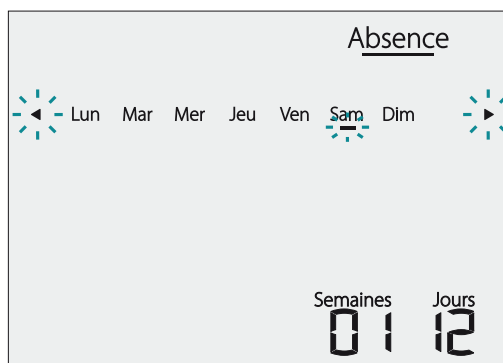 Absence
◄ Lun Mar Mer Jeu Ven Sam Dim ►
Semaines Jours
01 12